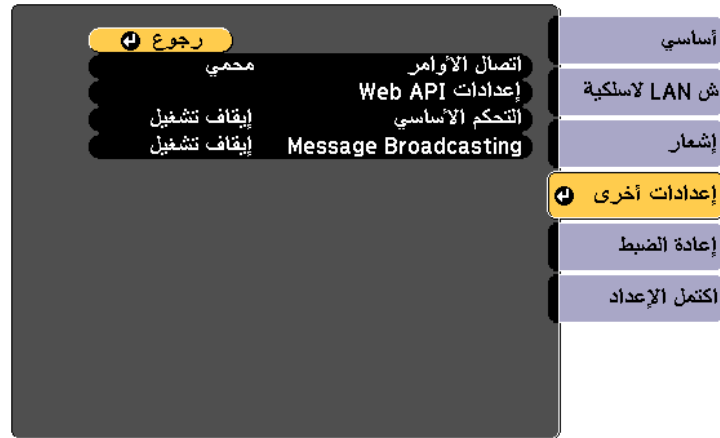 أساسي
ش LAN لاسلكية
إشعار
إعدادات أخرى
إعادة الضبط
اكتمل الإعداد
رجوع
اتصال الأوامر محمي
إعدادات Web API
التحكم الأساسي إيقاف تشغيل
Message Broadcasting إيقاف تشغيل